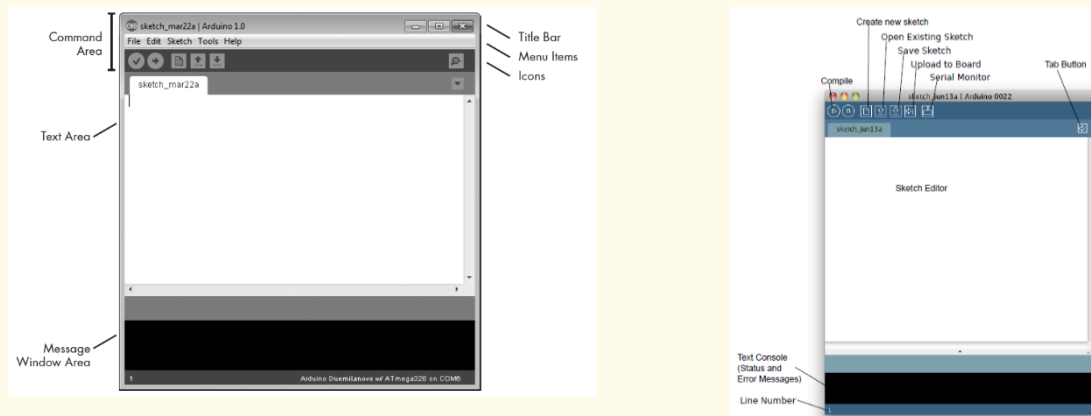 Command
Area
sketch_mar22a | Arduino 1.0
File Edit Sketch Tools Help
sketch_mar22a
Title Bar
Menu Items
Icons
Text Area
Message
Window Area
1
Arduino Duemilanove w/ ATmega328 on COM6
Create new sketch
Open Existing Sketch
Save Sketch
Upload to Board
Serial Monitor
Tab Button
Compile
sketch_jun13a | Arduino 0022
sketch_jun13a
Sketch Editor
Text Console
(Status and
Error Messages)
Line Number
1